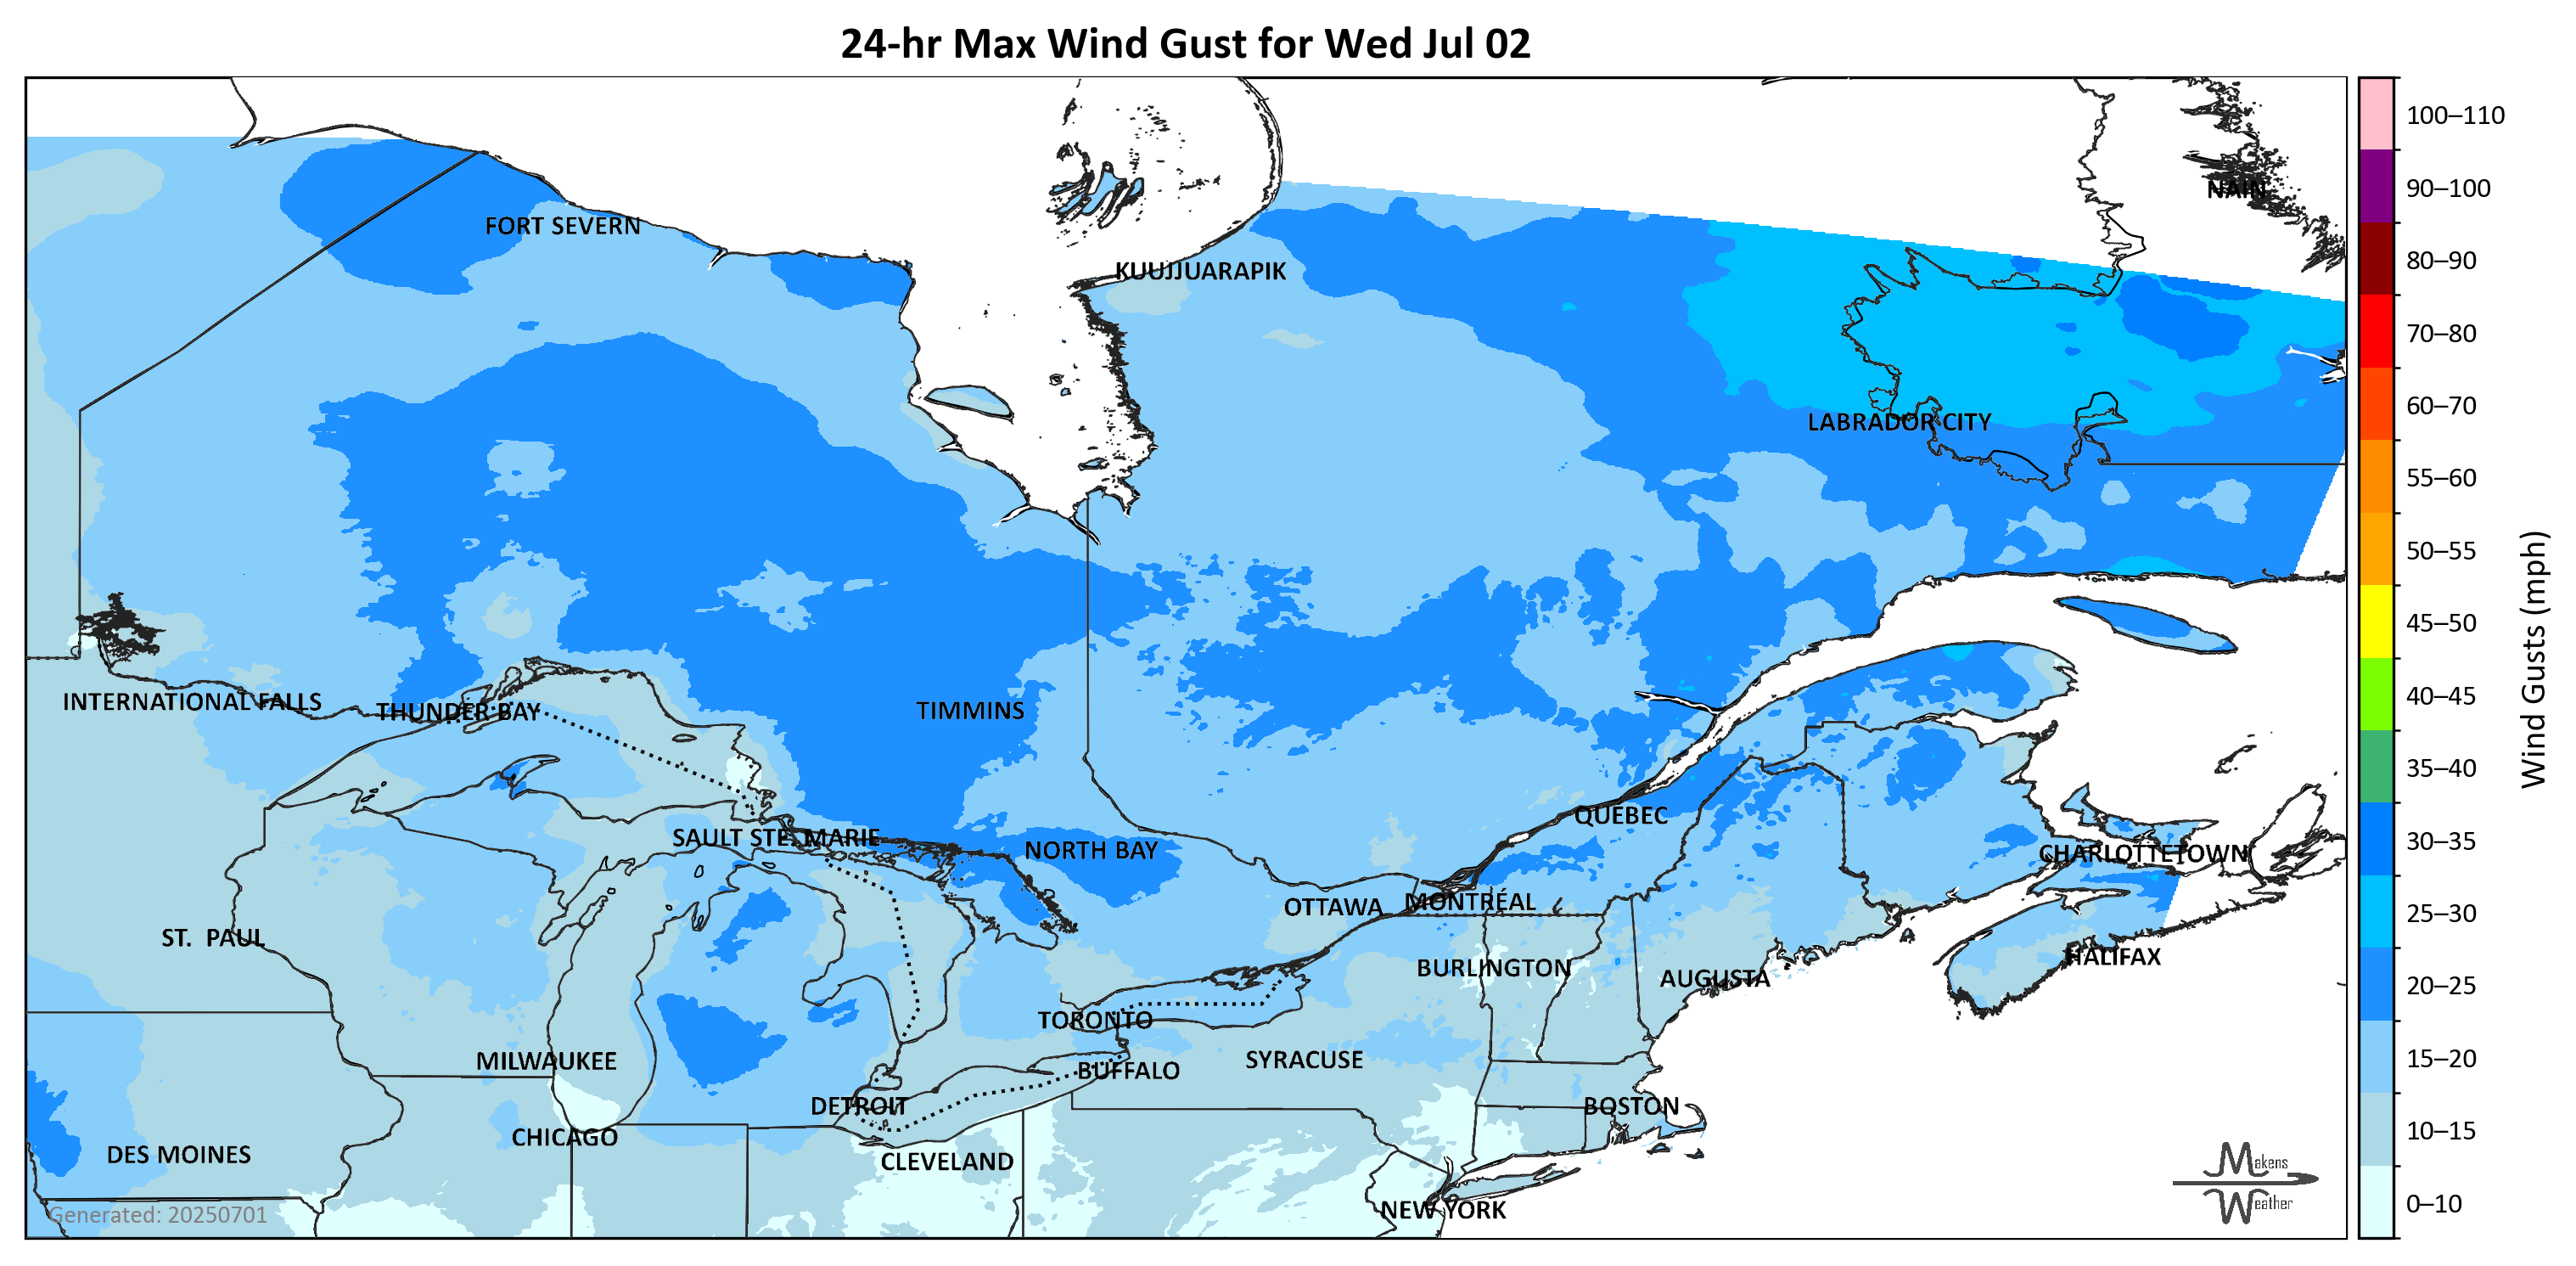 24-hr Max Wind Gust for Wed Jul 02
100–110
90–100
NAIN
FORT SEVERN
80–90
KUUJJUARAPIK
70–80
60–70
LABRADOR CITY
55–60
50–55
45–50
Wind Gusts (mph)
INTERNATIONAL FALLS
THUNDER BAY
TIMMINS
40–45
35–40
QUEBEC
SAULT STE. MARIE
NORTH BAY
CHARLOTTETOWN
30–35
OTTAWA
MONTRÉAL
25–30
ST. PAUL
BURLINGTON
AUGUSTA
HALIFAX
20–25
TORONTO
MILWAUKEE
BUFFALO
SYRACUSE
15–20
DETROIT
BOSTON
CHICAGO
10–15
DES MOINES
CLEVELAND
Makens
Weather
NEW YORK
0–10
Generated: 20250701